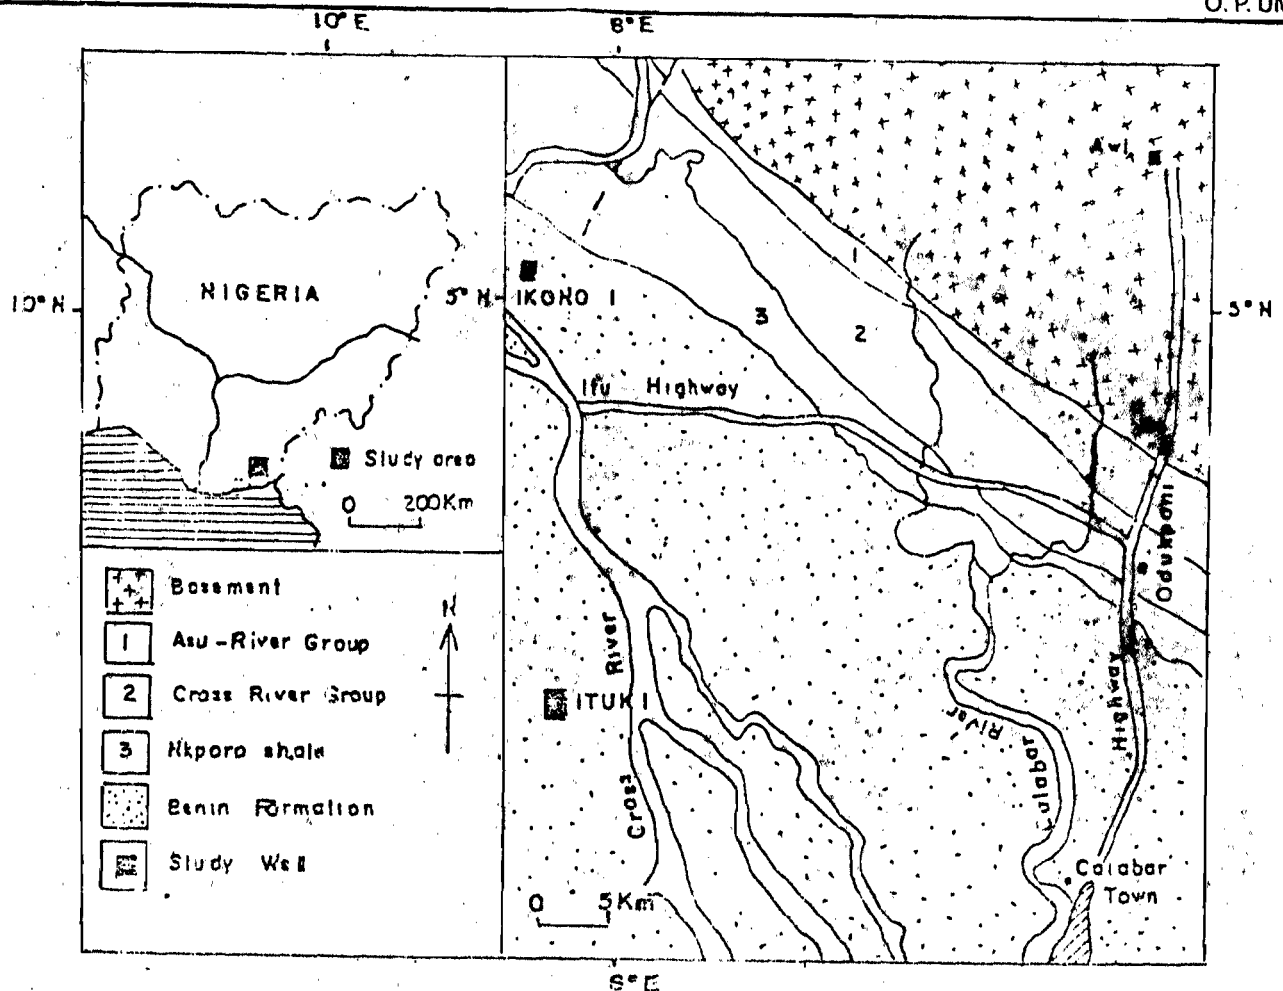 O. P. UM
10° E
8° E
Awi
NIGERIA
10° N
5° N
IKONO 1
5° N
1
3
2
Ifu Highway
Study area
0 200Km
Odukpani
Basement
N
1 Asu-River Group
2 Cross River Group
3 Nkporo shale
Benin Formation
Study Well
River
ITUK 1
Cross
River
Calabar
Highway
Calabar
Town
0 5Km
8° E